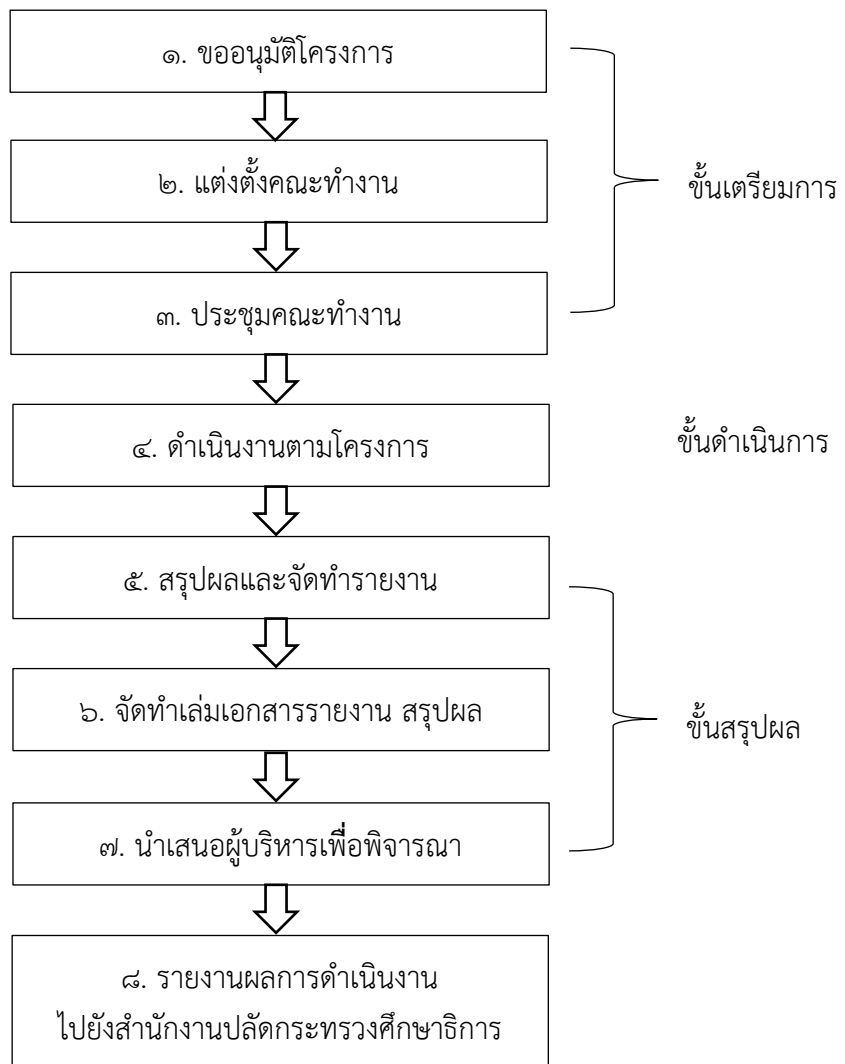 ๑. ขออนุมัติโครงการ
๒. แต่งตั้งคณะทำงาน
ขั้นเตรียมการ
๓. ประชุมคณะทำงาน
๔. ดำเนินงานตามโครงการ
ขั้นดำเนินการ
๕. สรุปผลและจัดทำรายงาน
๖. จัดทำเล่มเอกสารรายงาน สรุปผล
ขั้นสรุปผล
๗. นำเสนอผู้บริหารเพื่อพิจารณา
๘. รายงานผลการดำเนินงาน
ไปยังสำนักงานปลัดกระทรวงศึกษาธิการ